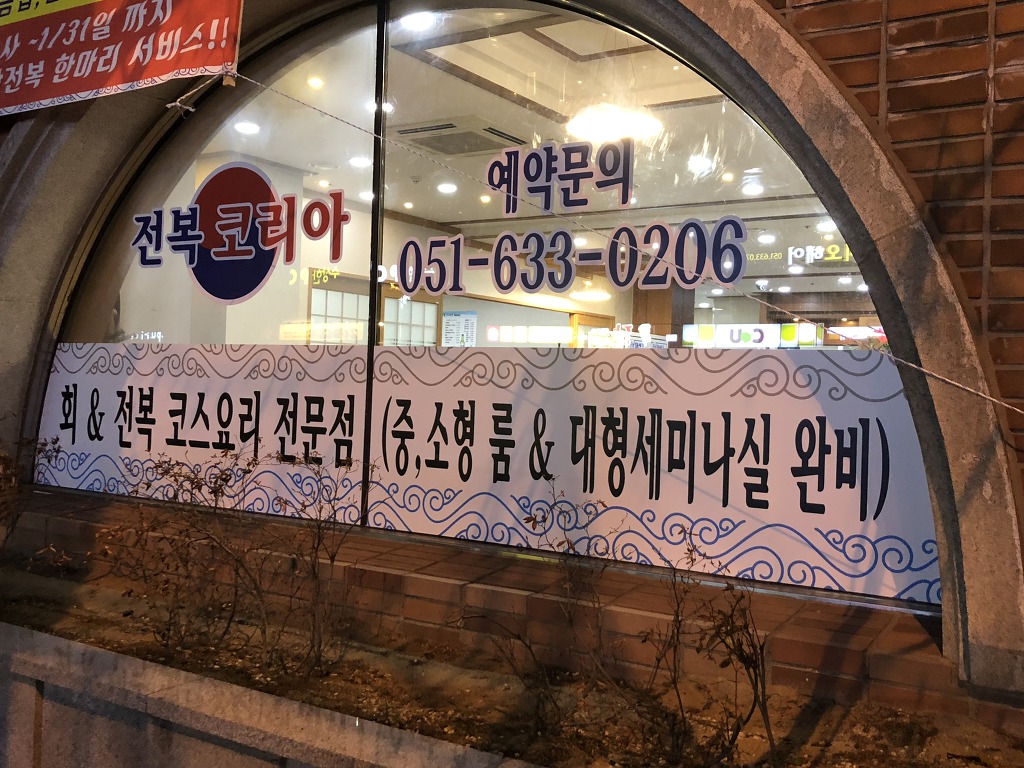 ~1/31일 까지
전복 한마리 서비스!!
전복 코리아
예약문의
051-633-0206
회 & 전복 코스요리 전문점 (중,소형 룸 & 대형세미나실 완비)
CU